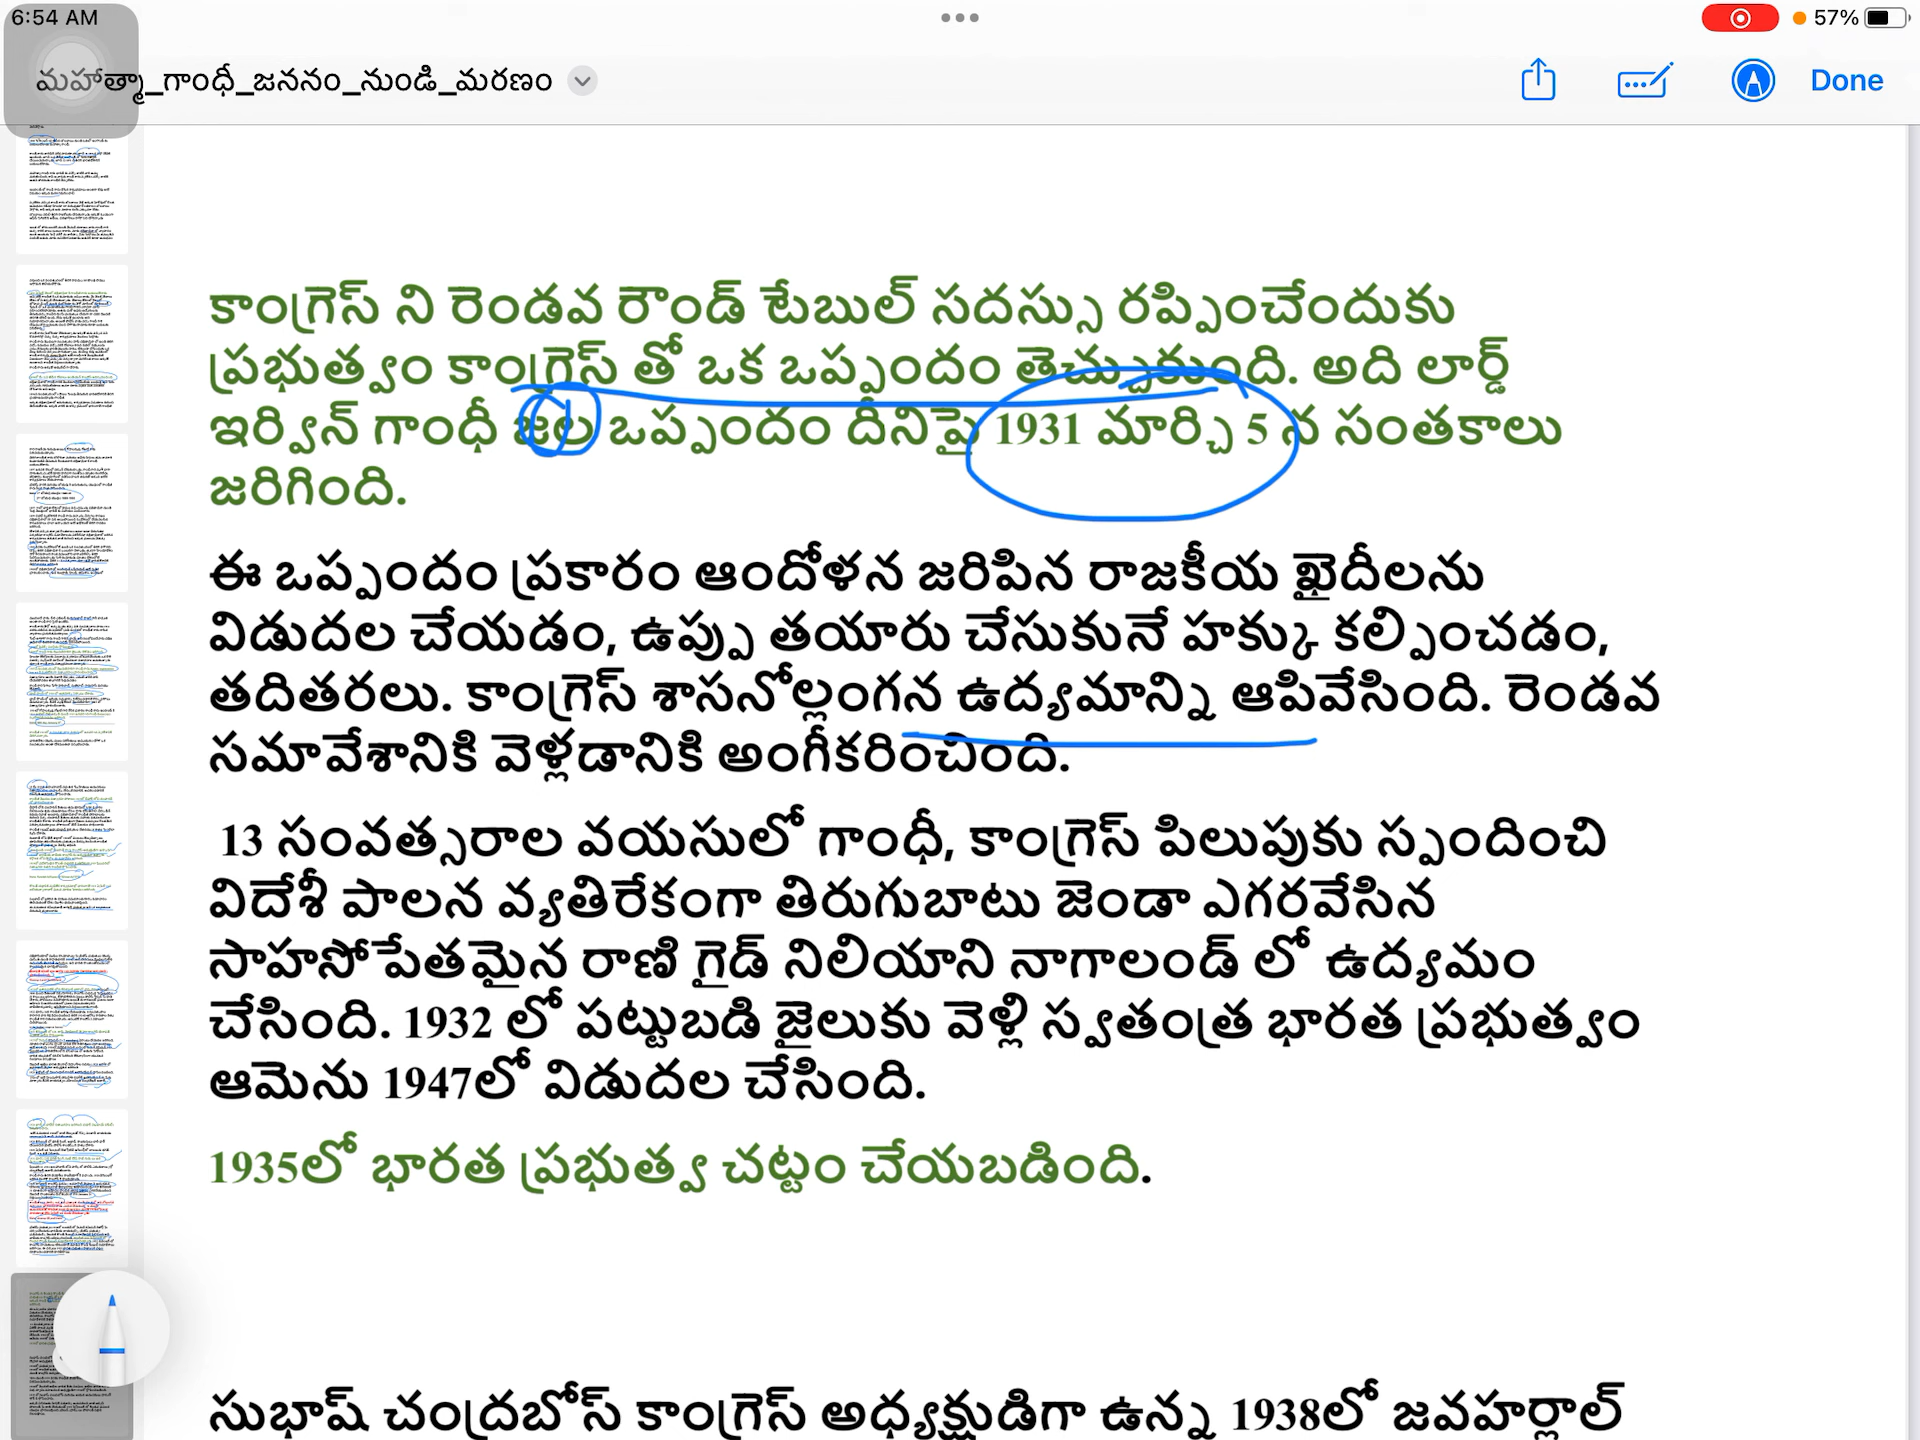 6:54 AM
57%
మహాత్మా_గాంధీ_జననం_నుండి_మరణం
Done
కాంగ్రెస్ ని రెండవ రౌండ్ టేబుల్ సదస్సు రప్పించేందుకు
ప్రభుత్వం కాంగ్రెస్ తో ఒక ఒప్పందం తెచ్చుకుంది. అది లార్డ్
ఇర్విన్ గాంధీ జల ఒప్పందం దీనిపై 1931 మార్చి 5 న సంతకాలు
జరిగింది.
ఈ ఒప్పందం ప్రకారం ఆందోళన జరిపిన రాజకీయ ఖైదీలను
విడుదల చేయడం, ఉప్పు తయారు చేసుకునే హక్కు కల్పించడం,
తదితరలు. కాంగ్రెస్ శాసనోల్లంగన ఉద్యమాన్ని ఆపివేసింది. రెండవ
సమావేశానికి వెళ్లడానికి అంగీకరించింది.
13 సంవత్సరాల వయసులో గాంధీ, కాంగ్రెస్ పిలుపుకు స్పందించి
విదేశీ పాలన వ్యతిరేకంగా తిరుగుబాటు జెండా ఎగరవేసిన
సాహసోపేతమైన రాణి గైడ్ నిలియాని నాగాలండ్ లో ఉద్యమం
చేసింది. 1932 లో పట్టుబడి జైలుకు వెళ్లి స్వతంత్ర భారత ప్రభుత్వం
ఆమెను 1947లో విడుదల చేసింది.
1935లో భారత ప్రభుత్వ చట్టం చేయబడింది.
సుభాష్ చంద్రబోస్ కాంగ్రెస్ అధ్యక్షుడిగా ఉన్న 1938లో జవహర్లాల్